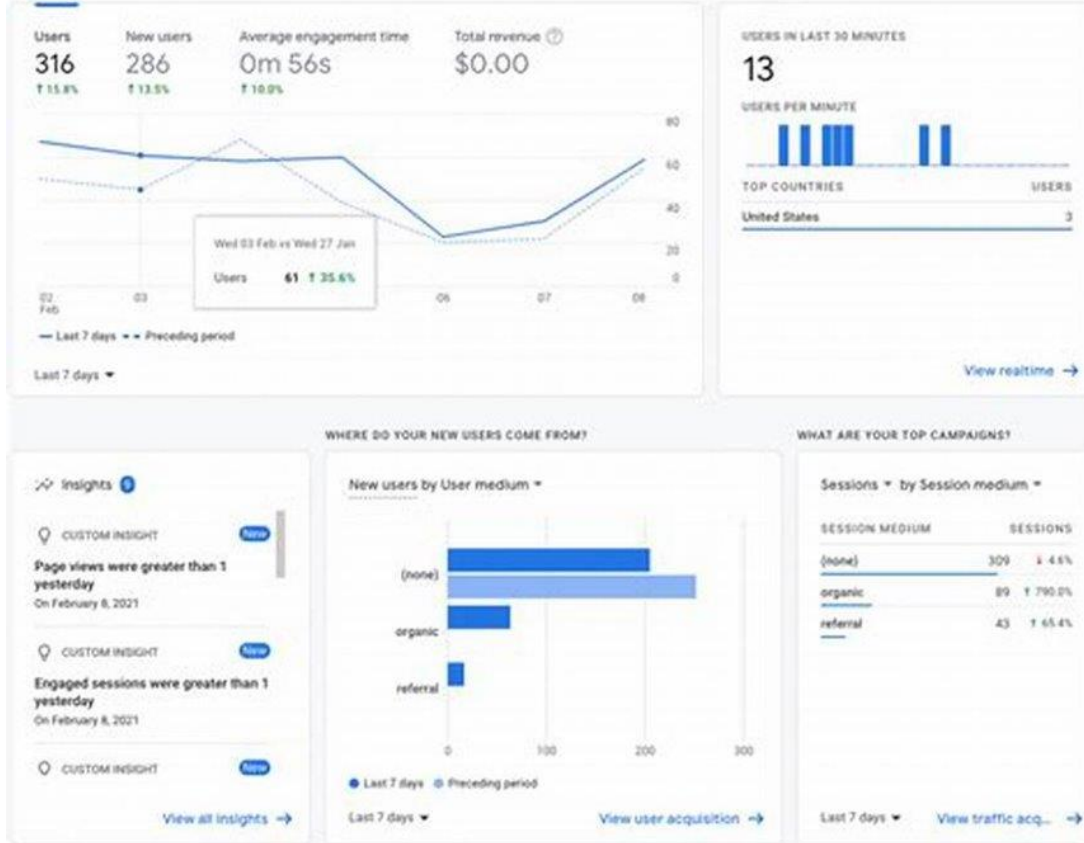 Users
316
↑ 15.8%
New users
286
↑ 13.5%
Average engagement time
0m 56s
↑ 10.0%
Total revenue
$0.00
80
60
40
20
0
Wed 03 Feb vs Wed 27 Jan
Users 61 ↑ 35.6%
02
Feb
03
06
07
08
Last 7 days
Preceding period
Last 7 days
USERS IN LAST 30 MINUTES
13
USERS PER MINUTE
TOP COUNTRIES USERS
United States 3
View realtime →
Insights 9
CUSTOM INSIGHT New
Page views were greater than 1
yesterday
On February 8, 2021
CUSTOM INSIGHT New
Engaged sessions were greater than 1
yesterday
On February 8, 2021
CUSTOM INSIGHT New
View all insights →
WHERE DO YOUR NEW USERS COME FROM?
New users by User medium
(none)
organic
referral
0 100 200 300
Last 7 days
Preceding period
Last 7 days
View user acquisition →
WHAT ARE YOUR TOP CAMPAIGNS?
Sessions by Session medium
SESSION MEDIUM SESSIONS
(none) 309 ↓ 4.6%
organic 89 ↑ 790.0%
referral 43 ↑ 65.4%
Last 7 days
View traffic acq... →